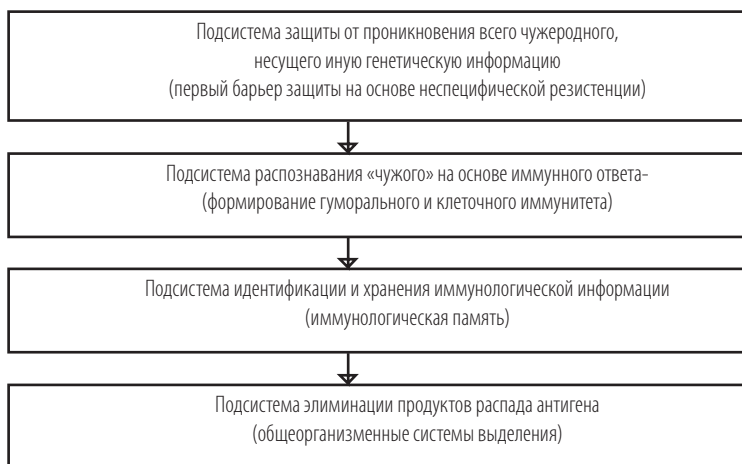 Подсистема защиты от проникновения всего чужеродного,
несущего иную генетическую информацию
(первый барьер защиты на основе неспецифической резистенции)
Подсистема распознавания «чужого» на основе иммунного ответа-
(формирование гуморального и клеточного иммунитета)
Подсистема идентификации и хранения иммунологической информации
(иммунологическая память)
Подсистема элиминации продуктов распада антигена
(общеорганизменные системы выделения)